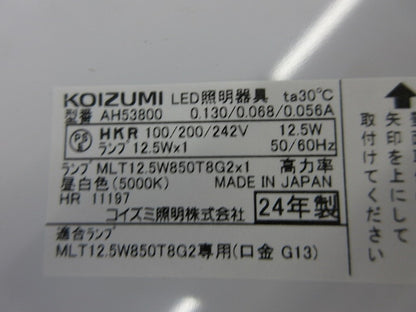 KOIZUMI LED照明器具 ta30℃
型番 AH53800 0.130/0.068/0.056A
PS E HKR 100/200/242V 12.5W
ランプ 12.5W×1 50/60Hz
ランプ MLT12.5W850T8G2x1 高力率
昼白色(5000K) MADE IN JAPAN
HR 11197
コイズミ照明株式会社 24年製
適合ランプ
MLT12.5W850T8G2専用(口金 G13)
矢印を上にして
取付けてください